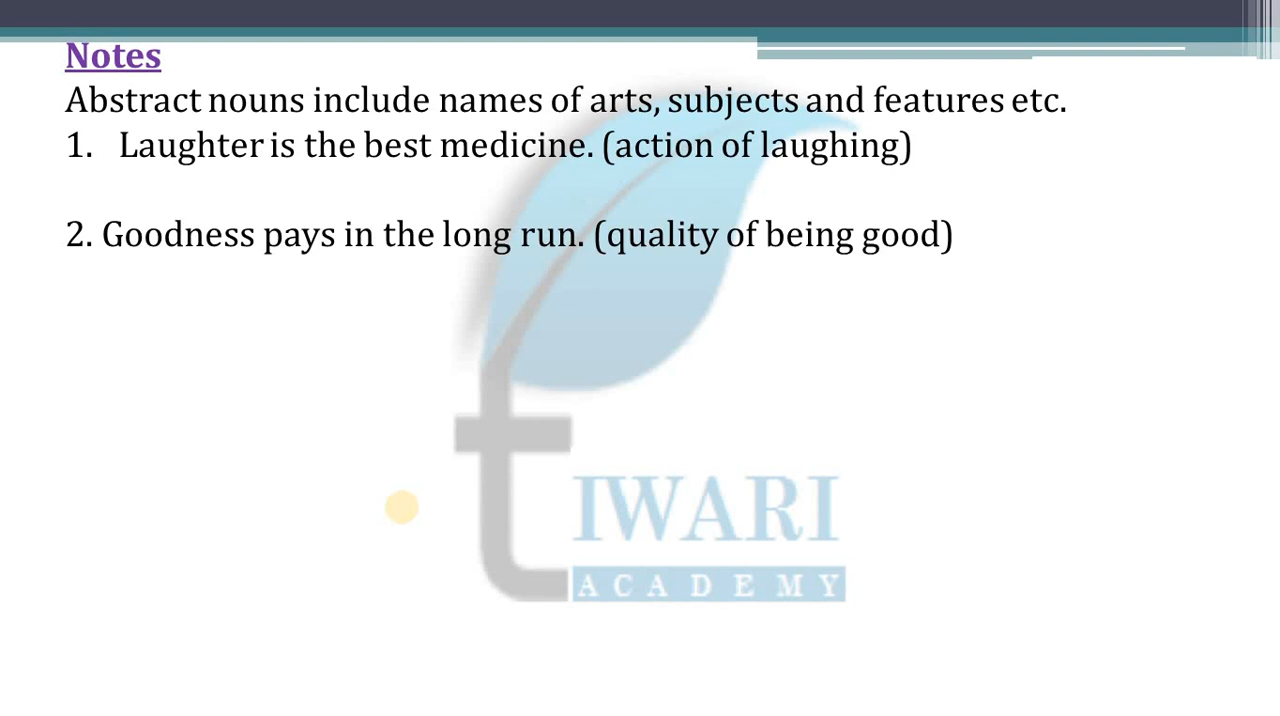 Notes
Abstract nouns include names of arts, subjects and features etc.
1. Laughter is the best medicine. (action of laughing)
2. Goodness pays in the long run. (quality of being good)
tIWARI
ACADEMY